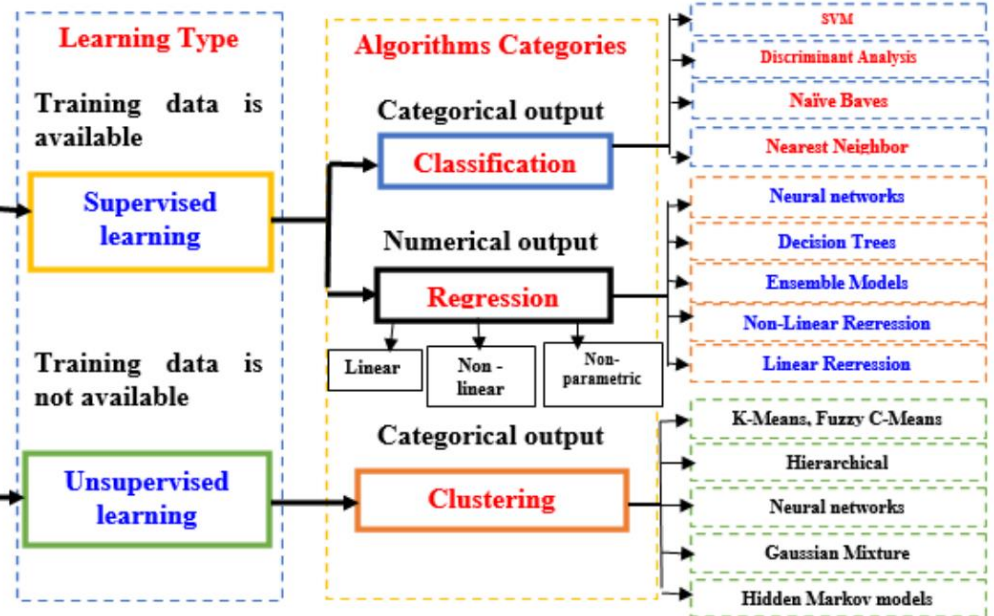 Learning Type
Training data is
available
Supervised
learning
Training data is
not available
Unsupervised
learning
Algorithms Categories
Categorical output
Classification
Numerical output
Regression
Linear
Non -
linear
Non-
parametric
Categorical output
Clustering
SVM
Discriminant Analysis
Naïve Baves
Nearest Neighbor
Neural networks
Decision Trees
Ensemble Models
Non-Linear Regression
Linear Regression
K-Means, Fuzzy C-Means
Hierarchical
Neural networks
Gaussian Mixture
Hidden Markov models